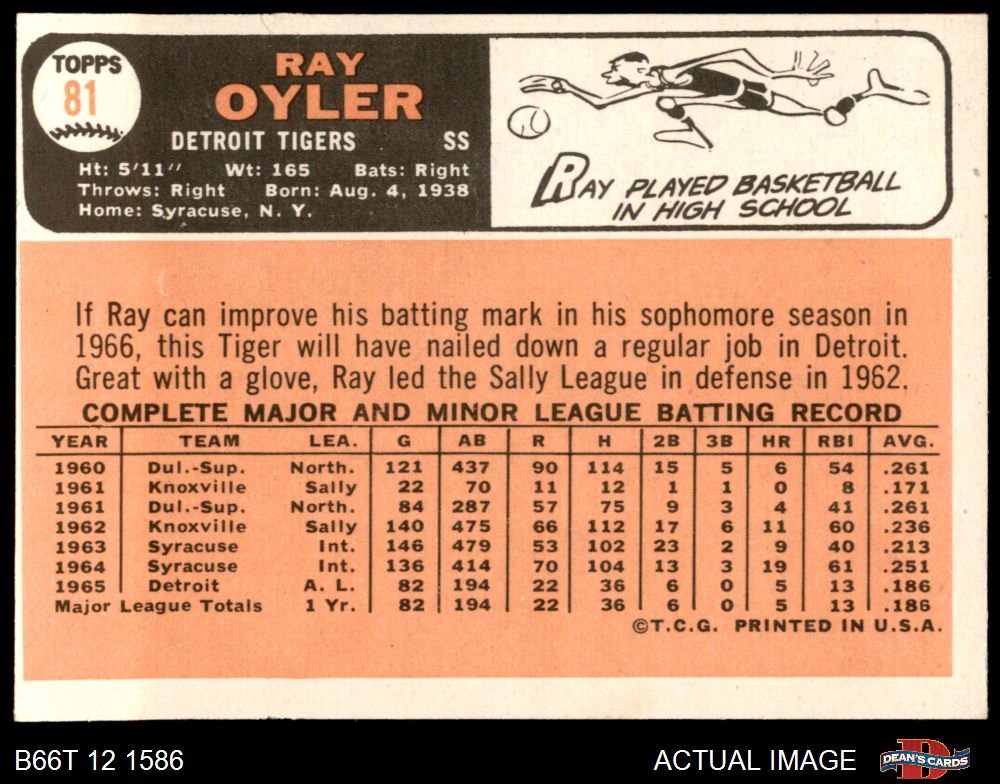 TOPPS
81
RAY
OYLER
DETROIT TIGERS SS
Ht: 5'11" Wt: 165 Bats: Right
Throws: Right Born: Aug. 4, 1938
Home: Syracuse, N. Y.
RAY PLAYED BASKETBALL
IN HIGH SCHOOL
If Ray can improve his batting mark in his sophomore season in
1966, this Tiger will have nailed down a regular job in Detroit.
Great with a glove, Ray led the Sally League in defense in 1962.
COMPLETE MAJOR AND MINOR LEAGUE BATTING RECORD
YEAR TEAM LEA. G AB R H 2B 3B HR RBI AVG.
1960 Dul.-Sup. North. 121 437 90 114 15 5 6 54 .261
1961 Knoxville Sally 22 70 11 12 1 1 0 8 .171
1961 Dul.-Sup. North. 84 287 57 75 9 3 4 41 .261
1962 Knoxville Sally 140 475 66 112 17 6 11 60 .236
1963 Syracuse Int. 146 479 53 102 23 2 9 40 .213
1964 Syracuse Int. 136 414 70 104 13 3 19 61 .251
1965 Detroit A. L. 82 194 22 36 6 0 5 13 .186
Major League Totals 1 Yr. 82 194 22 36 6 0 5 13 .186
©T.C.G. PRINTED IN U.S.A.
B66T 12 1586 ACTUAL IMAGE
D
DEAN'S CARDS